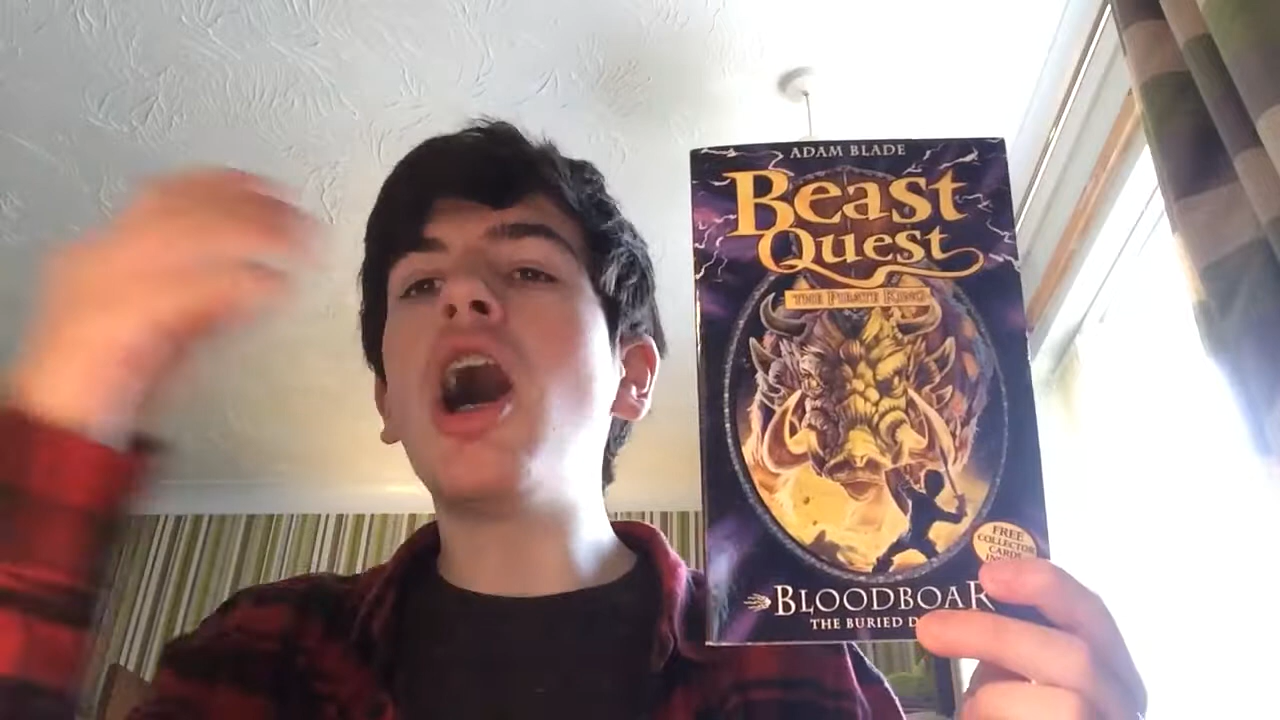 ADAM BLADE
Beast
Quest
THE PIRATE KING
FREE
COLLECTOR
CARDS
BLOODBOAR
THE BURIED